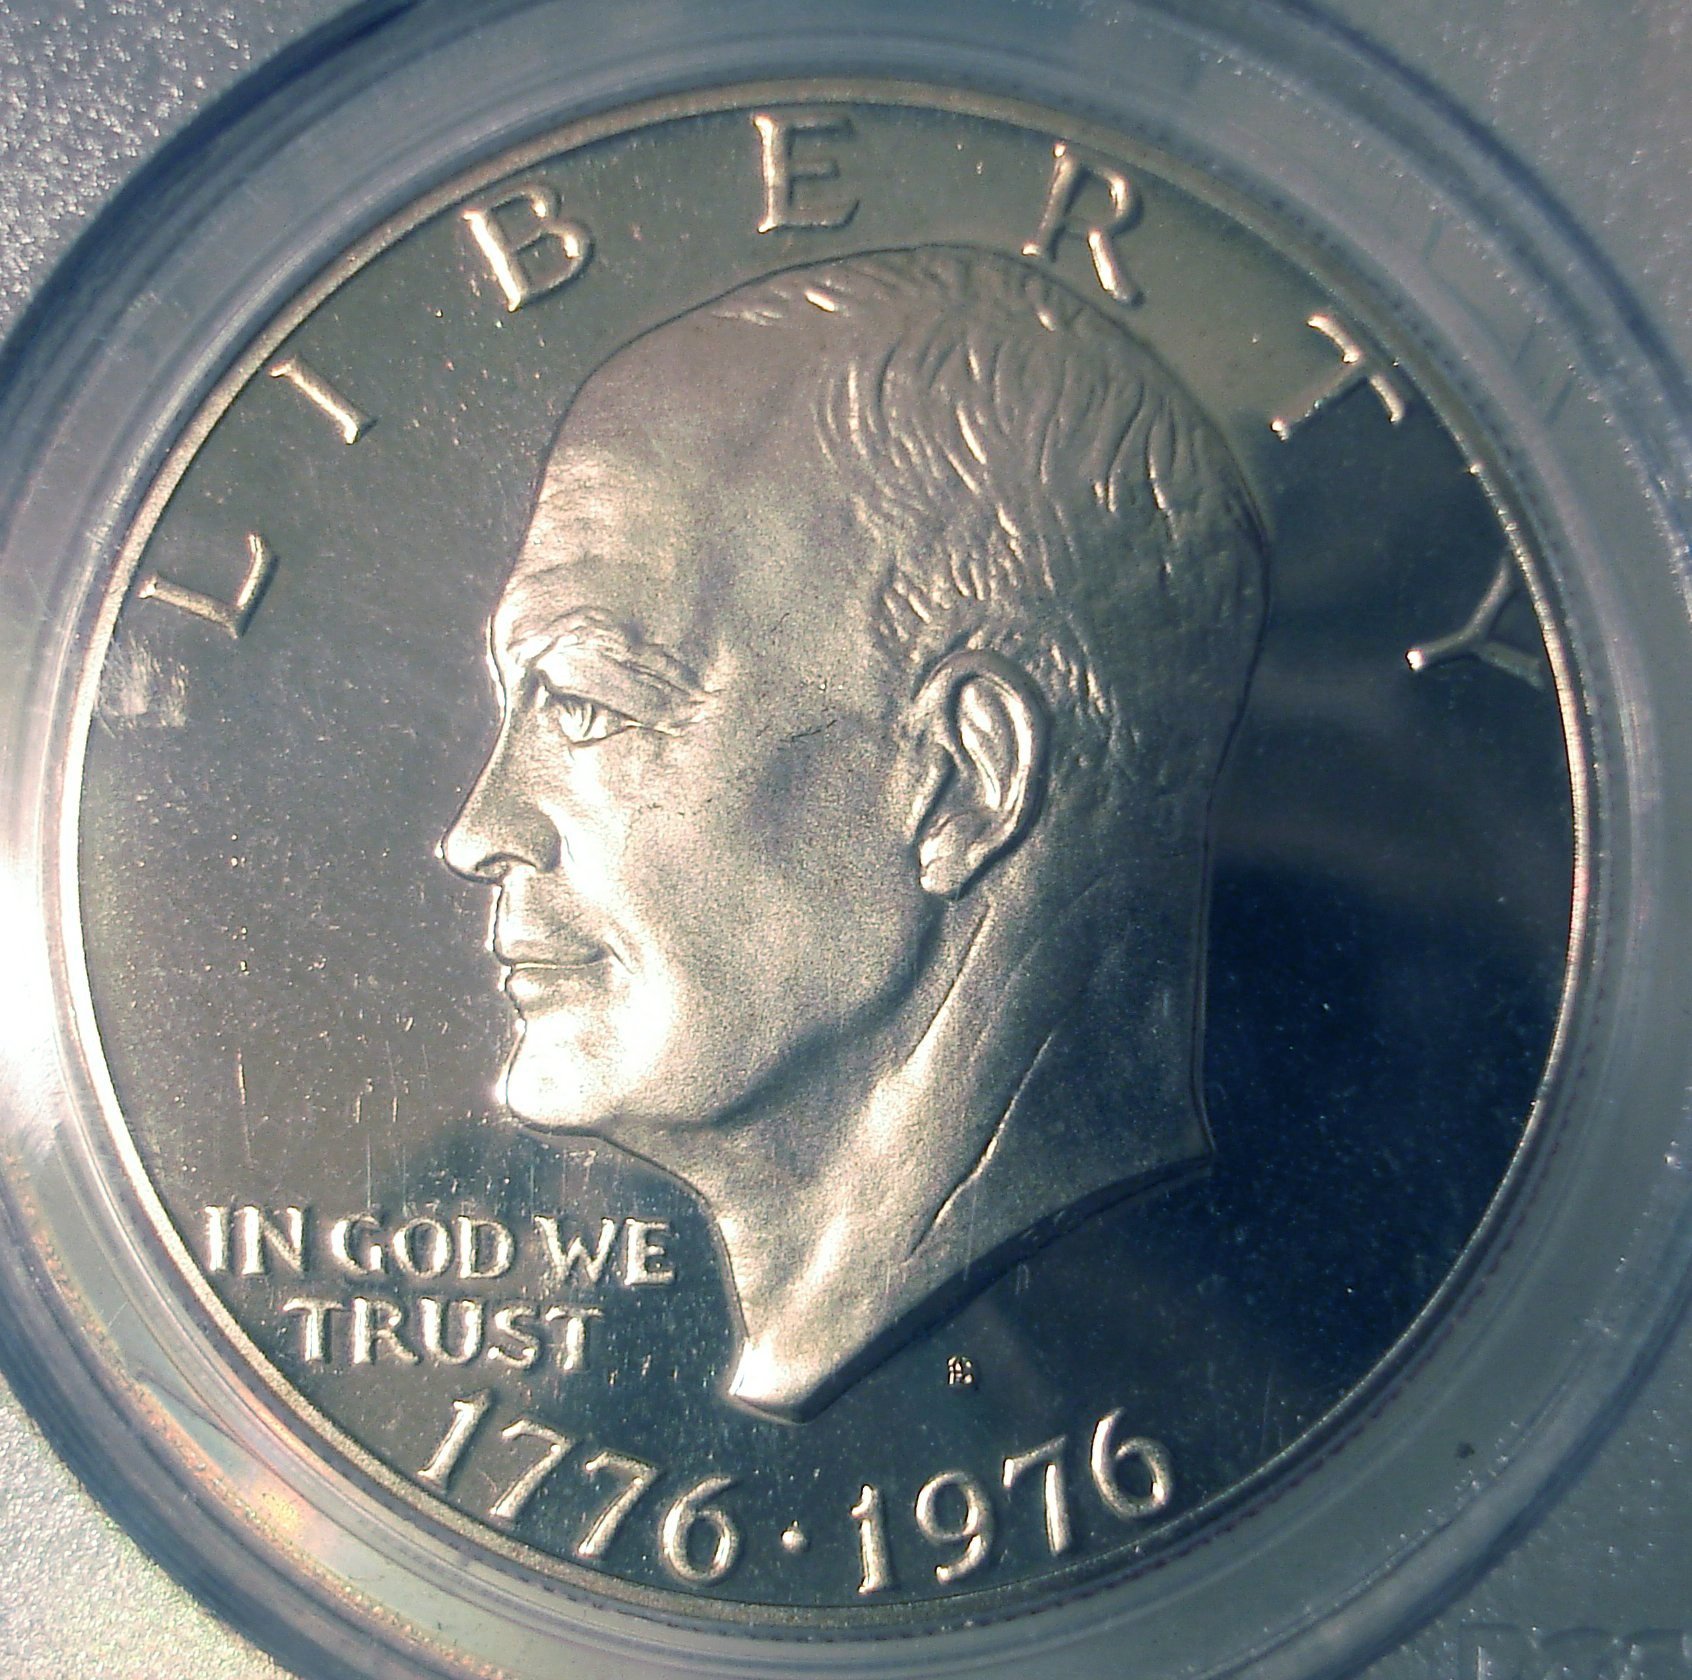 LIBERTY
IN GOD WE
TRUST
1776·1976